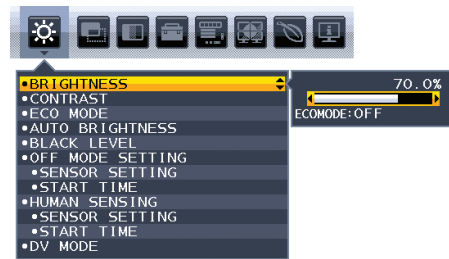 •BRIGHTNESS
70.0%
•CONTRAST
ECOMODE:OFF
•ECO MODE
•AUTO BRIGHTNESS
•BLACK LEVEL
•OFF MODE SETTING
•SENSOR SETTING
•START TIME
•HUMAN SENSING
•SENSOR SETTING
•START TIME
•DV MODE